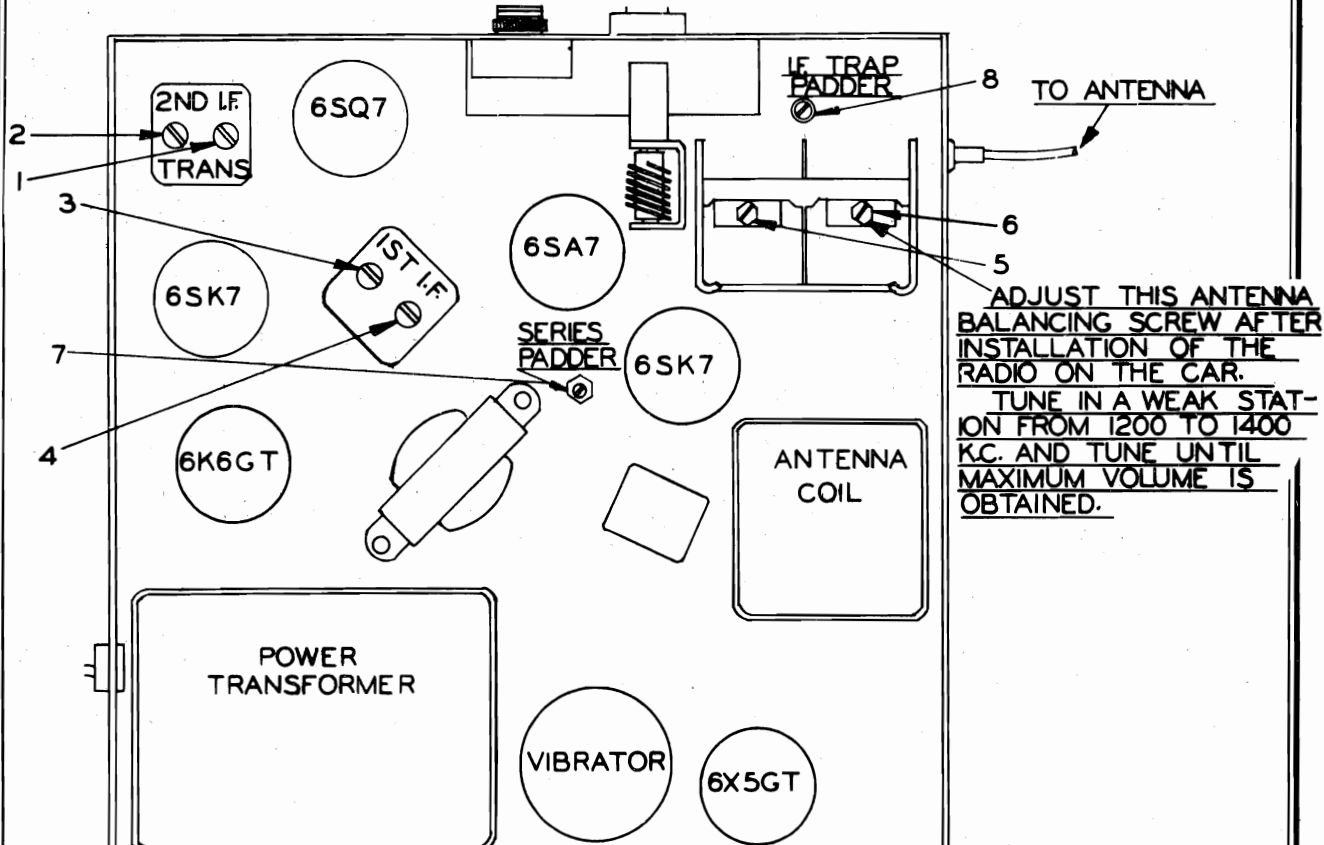 2ND I.F.
TRANS
6SQ7
I.F. TRAP
PADDER
8
TO ANTENNA
2
1
3
1ST I.F.
6SA7
6
5
6SK7
ADJUST THIS ANTENNA
BALANCING SCREW AFTER
INSTALLATION OF THE
RADIO ON THE CAR.
TUNE IN A WEAK STAT-
ION FROM 1200 TO 1400
K.C. AND TUNE UNTIL
MAXIMUM VOLUME IS
OBTAINED.
7
SERIES
PADDER
6SK7
4
6K6GT
ANTENNA
COIL
POWER
TRANSFORMER
VIBRATOR
6X5GT